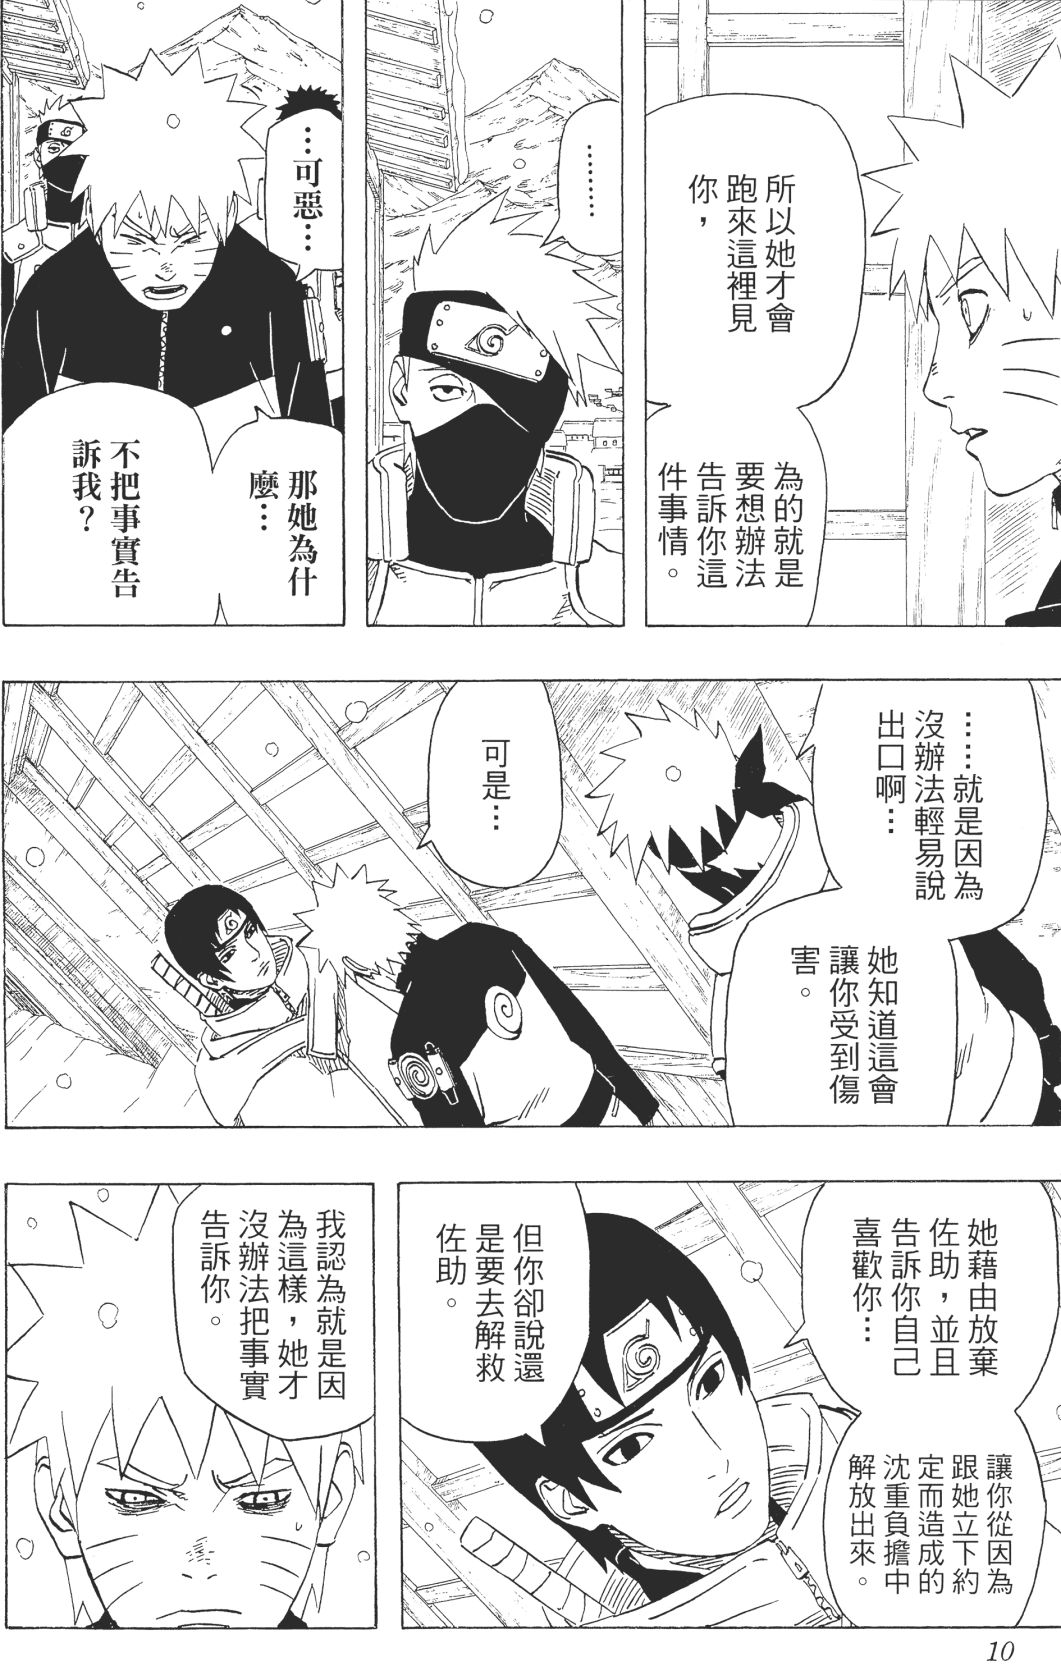 所以她才會
跑來這裡見
你，
為的就是
要想辦法
告訴你這
件事情。
………
…可惡…
那她為什
麼…
不把事實告
訴我？
……就是因為
沒辦法輕易說
出口啊…
她知道這會
讓你受到傷
害。
可是…
她藉由放棄
佐助，並且
告訴你自己
喜歡你…
讓你從因為
跟她立下約
定而造成的
沈重負擔中
解放出來。
但你卻說還
是要去解救
佐助。
我認為就是因
為這樣，她才
沒辦法把事實
告訴你。
10